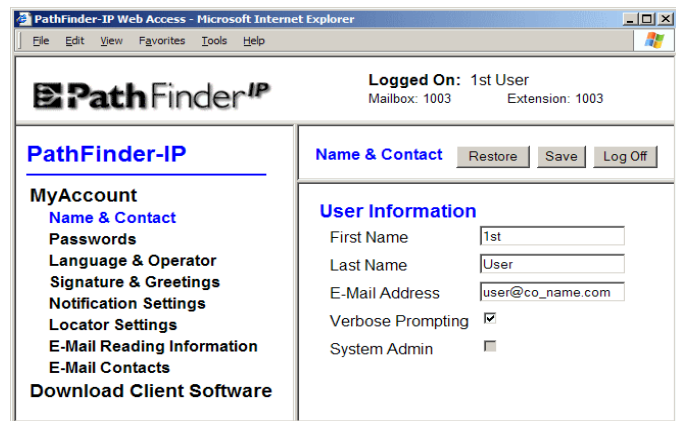 PathFinder-IP Web Access - Microsoft Internet Explorer
File Edit View Favorites Tools Help
PathFinder IP
Logged On: 1st User
Mailbox: 1003 Extension: 1003
PathFinder-IP
Name & Contact Restore Save Log Off
MyAccount
Name & Contact
Passwords
Language & Operator
Signature & Greetings
Notification Settings
Locator Settings
E-Mail Reading Information
E-Mail Contacts
Download Client Software
User Information
First Name 1st
Last Name User
E-Mail Address user@co_name.com
Verbose Prompting
System Admin